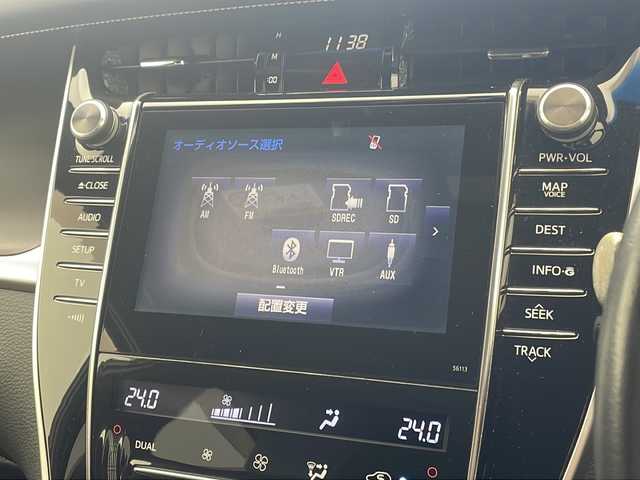 H
11:38
M
:00
TUNE/SCROLL
PWR•VOL
オーディオソース選択
⏏CLOSE
MAP
VOICE
AUDIO
AM
FM
SDREC
SD
DEST
SETUP
INFO•
Bluetooth
VTR
AUX
TV
配置変更
SEEK
TRACK
56113
24.0
24.0
DUAL